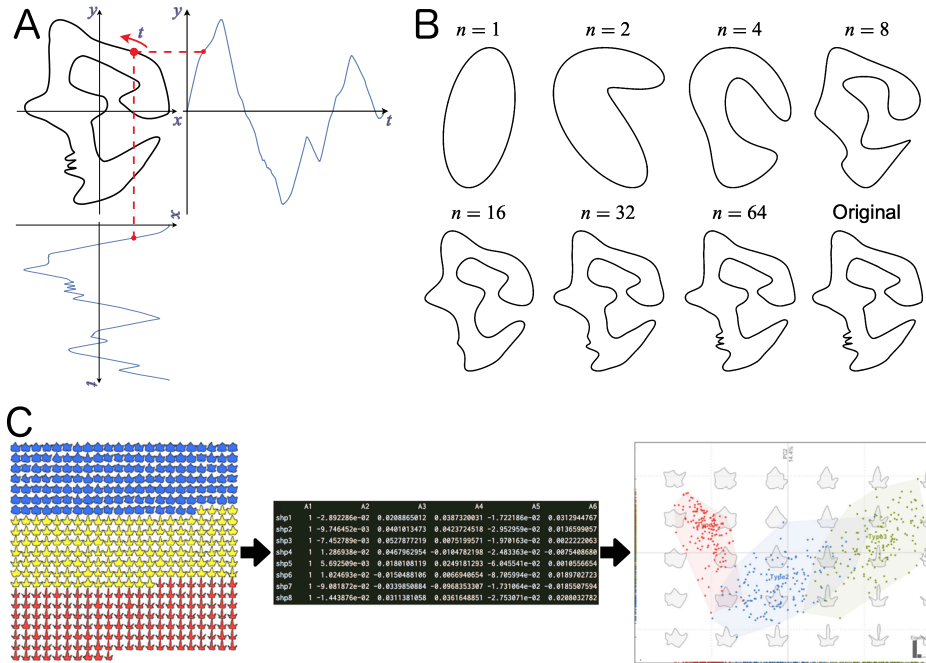 A
y
t
y
x
t
x
t
B
n = 1
n = 2
n = 4
n = 8
n = 16
n = 32
n = 64
Original
C
A1 A2 A3 A4 A5 A6
shp1 1 -2.892286e-02 0.0208865012 0.0387320031 -1.722186e-02 0.0312944767
shp2 1 -9.746452e-03 0.0401013473 0.0423724518 -2.952959e-02 0.0136599057
shp3 1 -7.452789e-03 0.0527877219 0.0075199571 -1.970163e-02 0.0022222063
shp4 1 1.286938e-02 0.0467962954 -0.0104782198 -2.483363e-02 -0.0075408680
shp5 1 5.692509e-03 0.0180108119 0.0249181293 -6.045541e-02 0.0010556654
shp6 1 1.024693e-02 -0.0150488106 0.0066940654 -8.705994e-02 0.0189702723
shp7 1 -9.081872e-02 -0.0339850884 -0.0968353307 -1.731064e-02 -0.0185507594
shp8 1 -1.443876e-02 0.0311381058 0.0361648851 -2.753071e-02 0.0208032782
PC2
14.4%
Type1
Type2